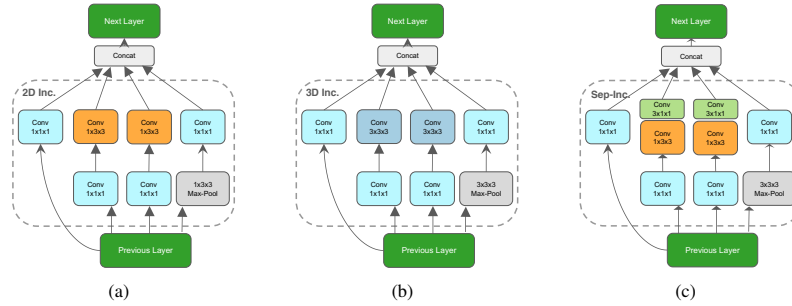 Next Layer
Concat
2D Inc.
Conv
1x1x1
Conv
1x3x3
Conv
1x3x3
Conv
1x1x1
Conv
1x1x1
Conv
1x1x1
1x3x3
Max-Pool
Previous Layer
(a)
Next Layer
Concat
3D Inc.
Conv
1x1x1
Conv
3x3x3
Conv
3x3x3
Conv
1x1x1
Conv
1x1x1
Conv
1x1x1
3x3x3
Max-Pool
Previous Layer
(b)
Next Layer
Concat
Sep-Inc.
Conv
3x1x1
Conv
3x1x1
Conv
1x1x1
Conv
1x3x3
Conv
1x3x3
Conv
1x1x1
Conv
1x1x1
Conv
1x1x1
3x3x3
Max-Pool
Previous Layer
(c)